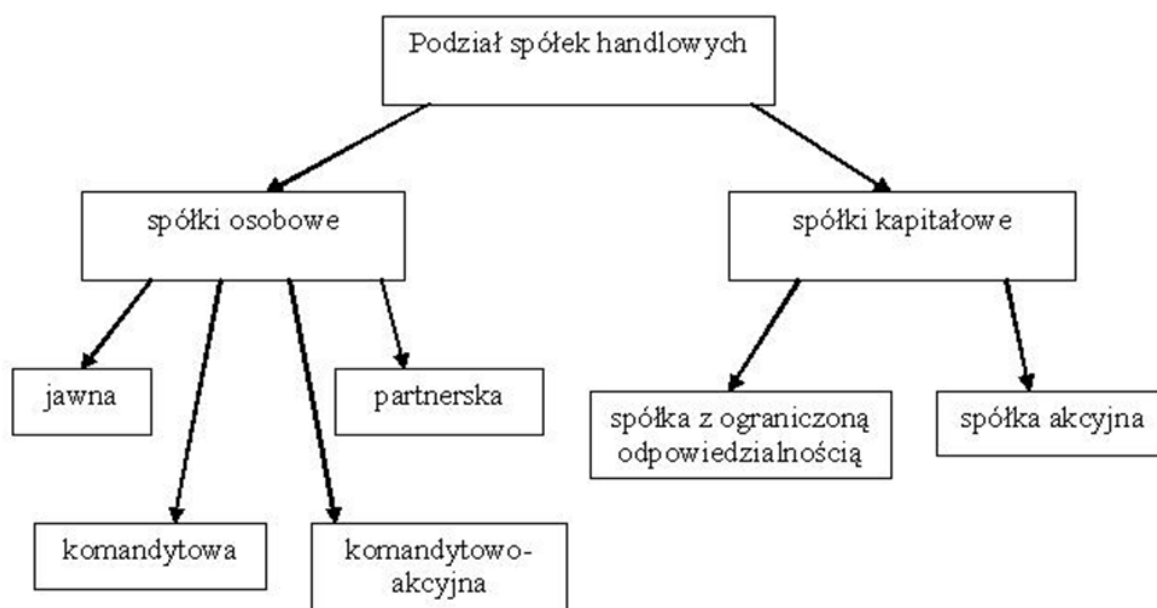 Podział spółek handlowych
spółki osobowe
spółki kapitałowe
jawna
partnerska
spółka z ograniczoną
odpowiedzialnością
spółka akcyjna
komandytowa
komandytowo-
akcyjna